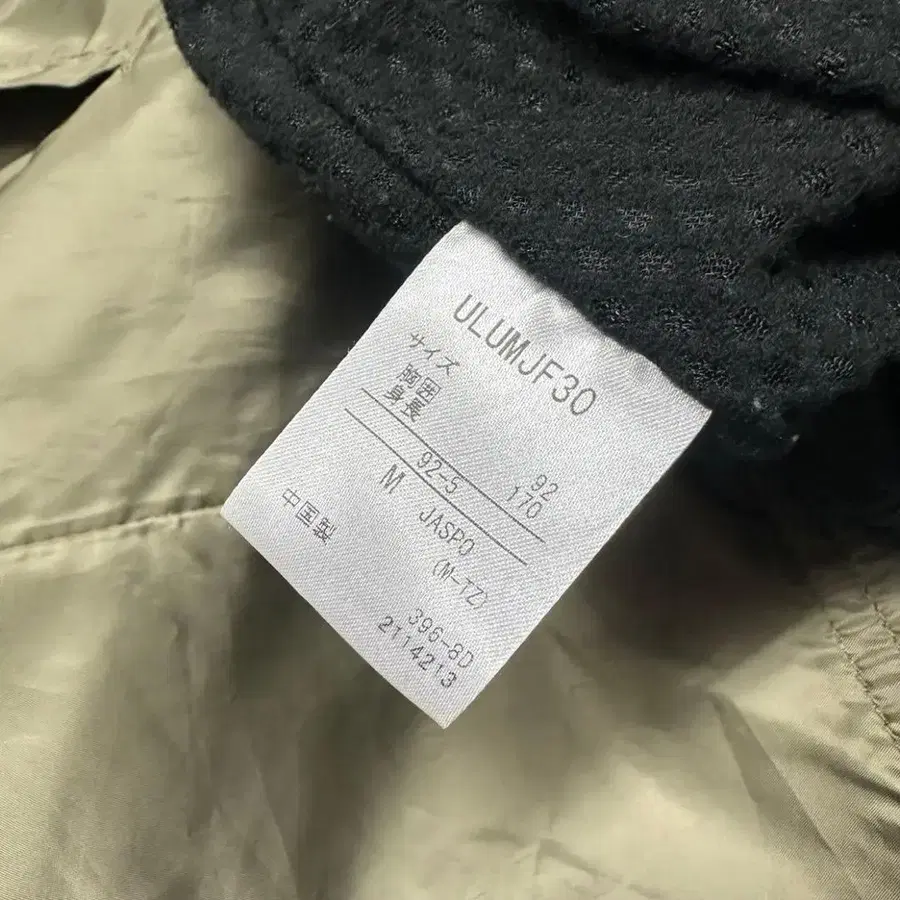 ULUMJF30
サイズ
胸囲 92
身長 170
92-5
M JASPO
(M-TZ)
中国製 396-8D
2114213